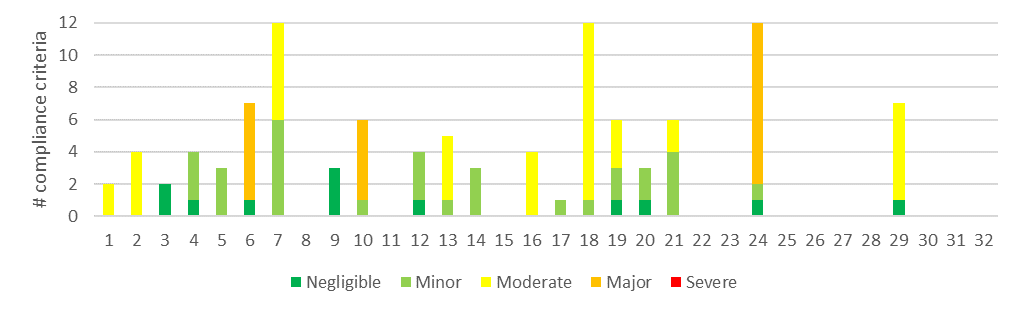 # compliance criteria
12
10
8
6
4
2
0
1 2 3 4 5 6 7 8 9 10 11 12 13 14 15 16 17 18 19 20 21 22 23 24 25 26 27 28 29 30 31 32
Negligible Minor Moderate Major Severe